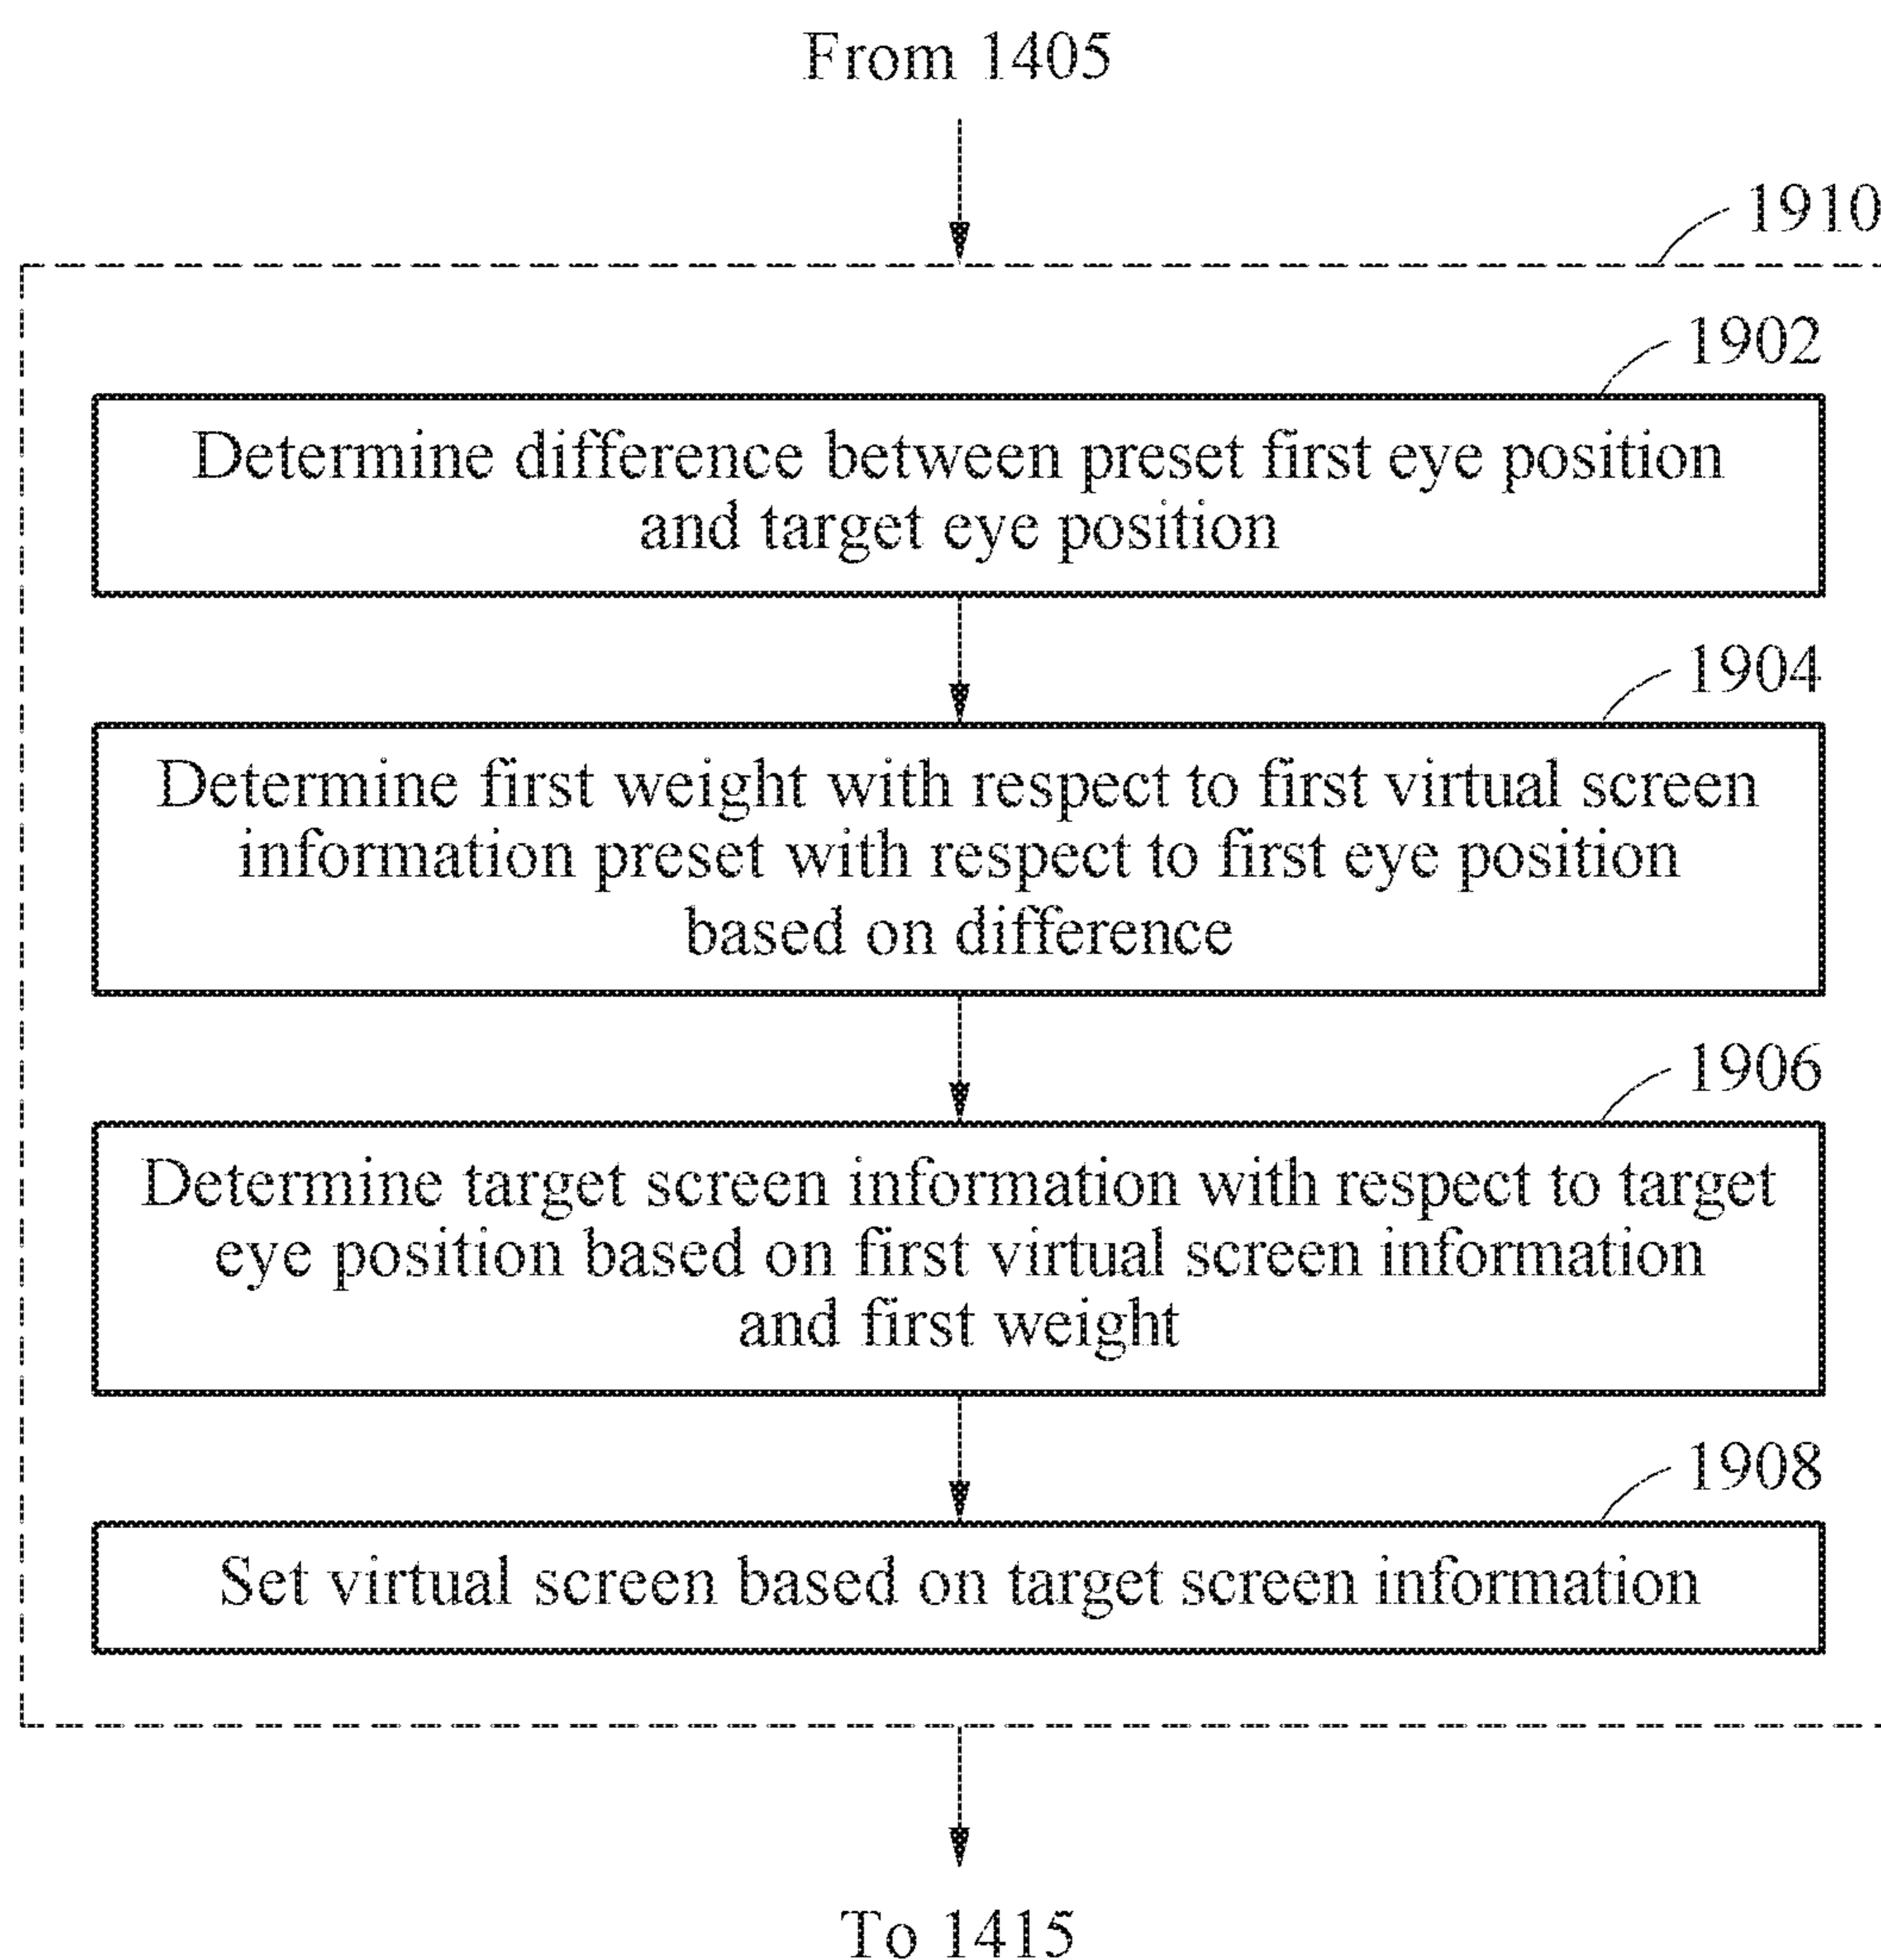 From 1405
1910
1902
Determine difference between preset first eye position
and target eye position
1904
Determine first weight with respect to first virtual screen
information preset with respect to first eye position
based on difference
1906
Determine target screen information with respect to target
eye position based on first virtual screen information
and first weight
1908
Set virtual screen based on target screen information
To 1415